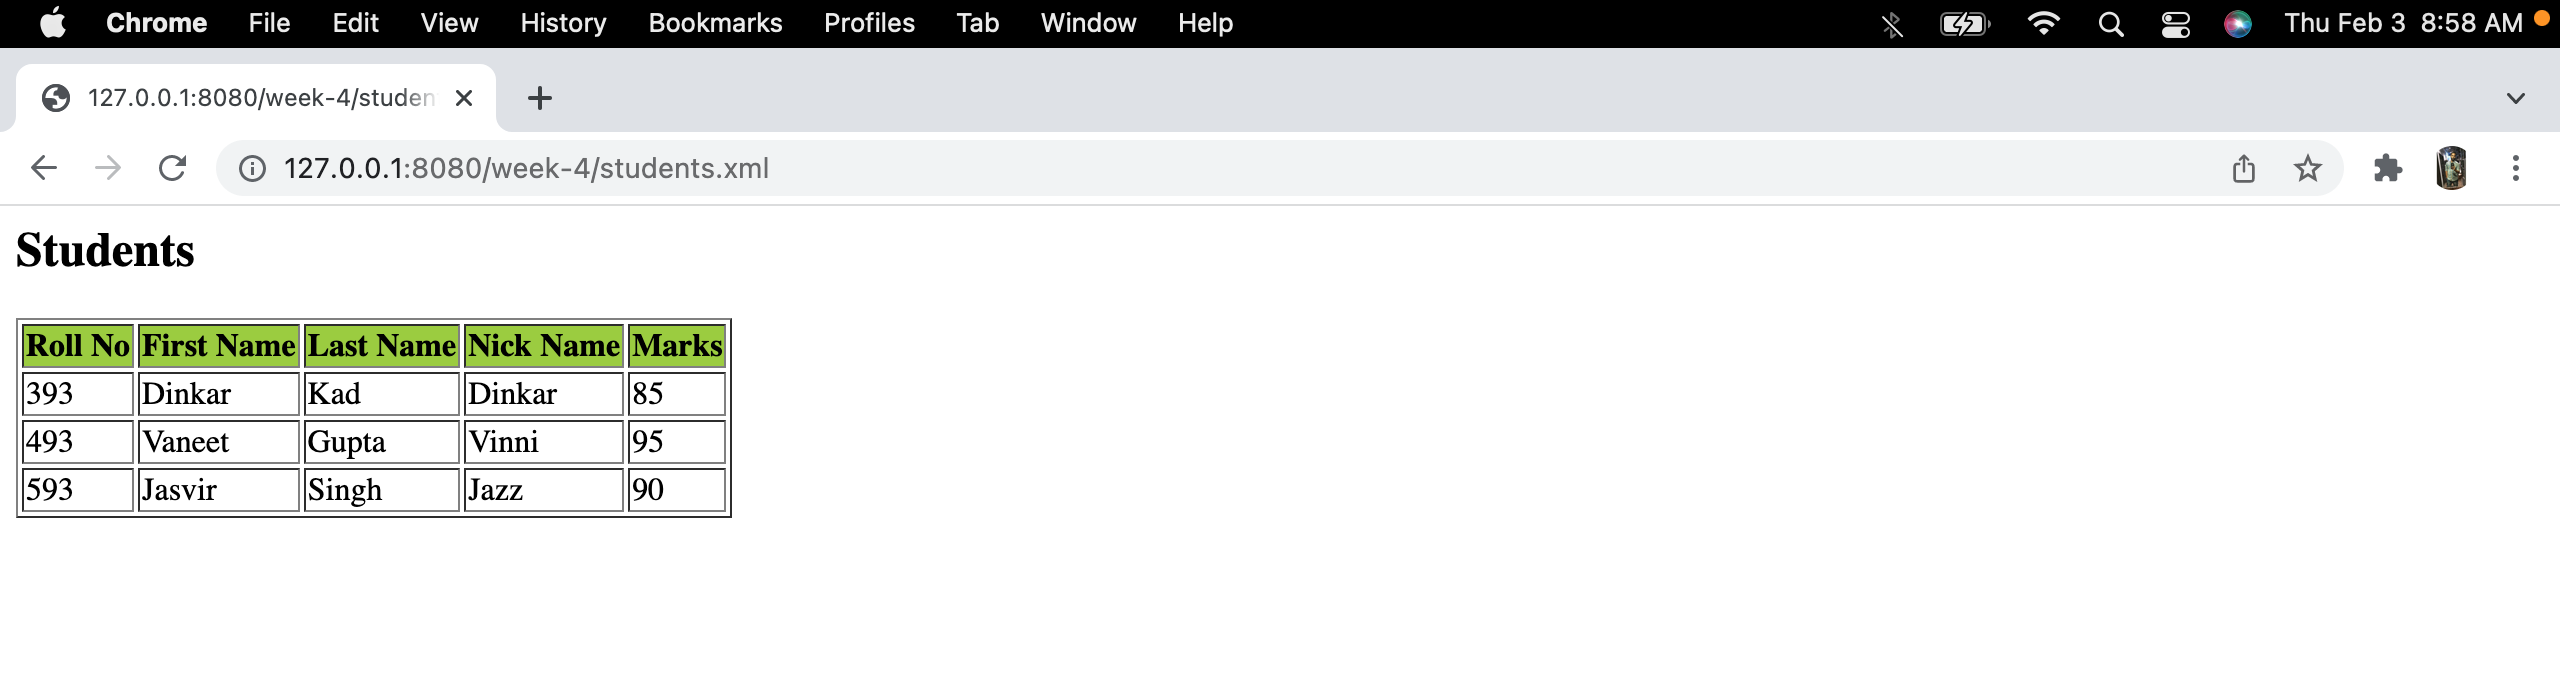 Chrome File Edit View History Bookmarks Profiles Tab Window Help Thu Feb 3 8:58 AM
127.0.0.1:8080/week-4/studen
127.0.0.1:8080/week-4/students.xml
Students
Roll No First Name Last Name Nick Name Marks
393 Dinkar Kad Dinkar 85
493 Vaneet Gupta Vinni 95
593 Jasvir Singh Jazz 90